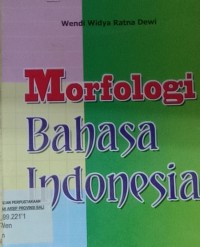 Wendi Widya Ratna Dewi
Morfologi
Bahasa
Indonesia